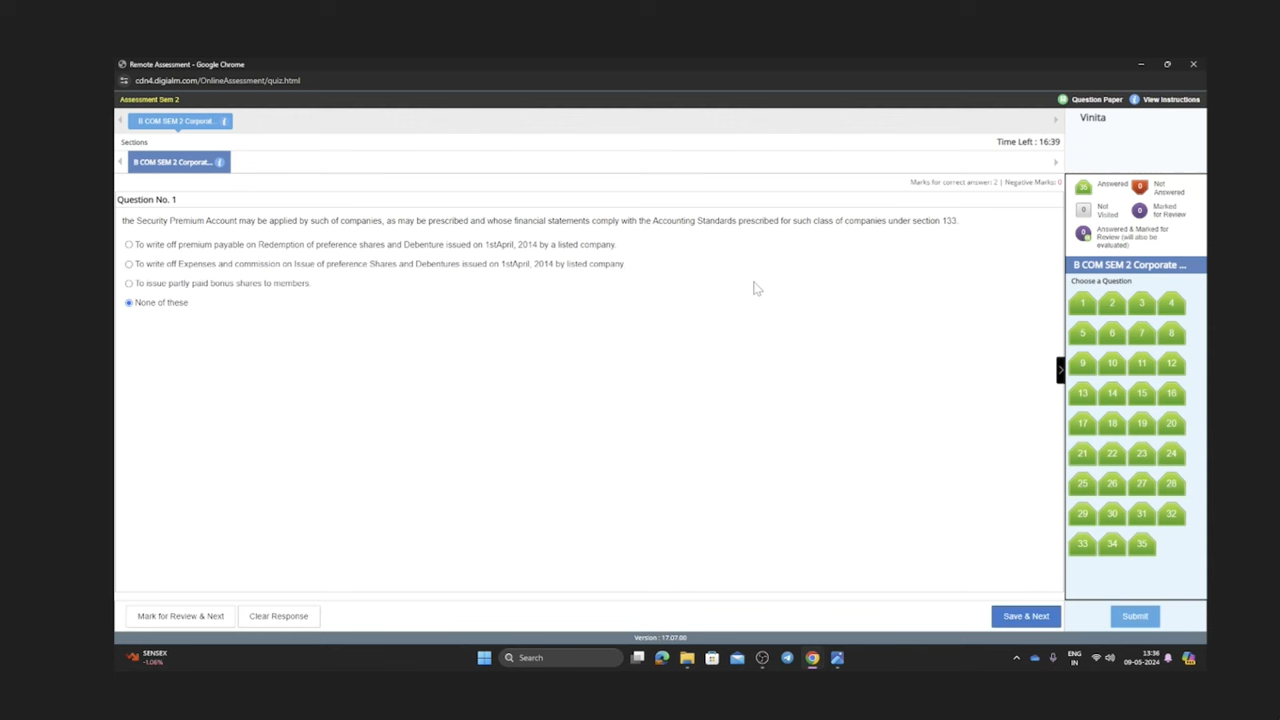 Remote Assessment - Google Chrome
cdn4.digialm.com/OnlineAssessment/quiz.html
Assessment Sem 2
Question Paper
View Instructions
B COM SEM 2 Corporat...
Vinita
Sections
Time Left : 16:39
B COM SEM 2 Corporat...
Marks for correct answer: 2 | Negative Marks: 0
Question No. 1
the Security Premium Account may be applied by such of companies, as may be prescribed and whose financial statements comply with the Accounting Standards prescribed for such class of companies under section 133.
To write off premium payable on Redemption of preference shares and Debenture issued on 1stApril, 2014 by a listed company.
To write off Expenses and commission on Issue of preference Shares and Debentures issued on 1stApril, 2014 by listed company
To issue partly paid bonus shares to members
None of these
35 Answered
0 Not Answered
0 Not Visited
0 Marked for Review
0 Answered & Marked for Review (will also be evaluated)
B COM SEM 2 Corporate ...
Choose a Question
1 2 3 4
5 6 7 8
9 10 11 12
13 14 15 16
17 18 19 20
21 22 23 24
25 26 27 28
29 30 31 32
33 34 35
Mark for Review & Next
Clear Response
Save & Next
Submit
Version : 17.07.00
SENSEX
-1.06%
Search
ENG
IN
13:36
09-05-2024